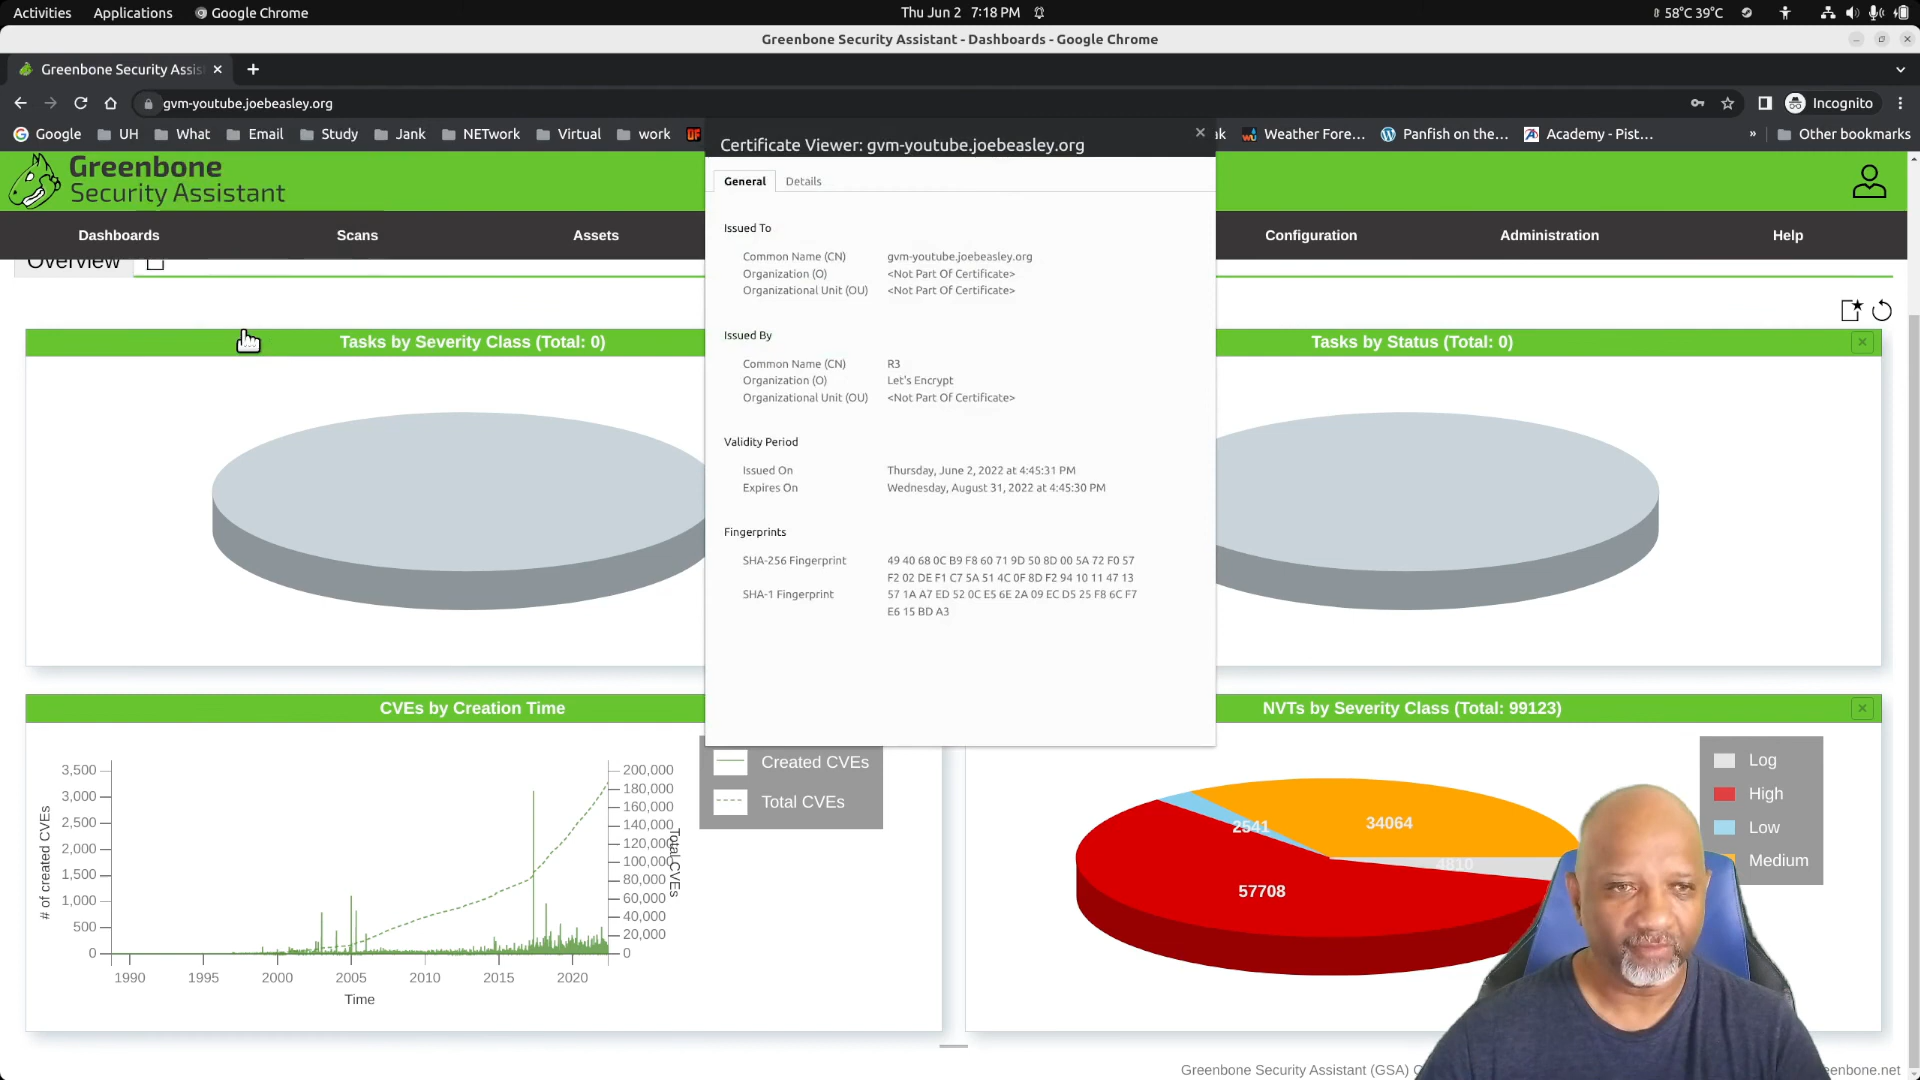 Activities Applications Google Chrome Thu Jun 2 7:18 PM 58°C 39°C
Greenbone Security Assistant - Dashboards - Google Chrome
Greenbone Security Assis
gvm-youtube.joebeasley.org Incognito
Google UH What Email Study Jank NETwork Virtual work Weather Fore... Panfish on the... Academy - Pist... » Other bookmarks
Certificate Viewer: gvm-youtube.joebeasley.org
Greenbone
Security Assistant
General Details
Dashboards Scans Assets Configuration Administration Help
Overview
Issued To
Common Name (CN) gvm-youtube.joebeasley.org
Organization (O) <Not Part Of Certificate>
Organizational Unit (OU) <Not Part Of Certificate>
Issued By
Common Name (CN) R3
Organization (O) Let's Encrypt
Organizational Unit (OU) <Not Part Of Certificate>
Validity Period
Issued On Thursday, June 2, 2022 at 4:45:31 PM
Expires On Wednesday, August 31, 2022 at 4:45:30 PM
Fingerprints
SHA-256 Fingerprint 49 40 68 0C B9 F8 60 71 9D 50 8D 00 5A 72 F0 57
F2 02 DE F1 C7 5A 51 4C 0F 8D F2 94 10 11 47 13
SHA-1 Fingerprint 57 1A A7 ED 52 0C E5 6E 2A 09 EC D5 25 F8 6C F7
E6 15 BD A3
Tasks by Severity Class (Total: 0)
Tasks by Status (Total: 0)
CVEs by Creation Time
# of created CVEs
3,500
3,000
2,500
2,000
1,500
1,000
500
0
200,000
180,000
160,000
140,000
120,000
100,000
80,000
60,000
40,000
20,000
0
Total CVEs
1990 1995 2000 2005 2010 2015 2020
Time
Created CVEs
Total CVEs
NVTs by Severity Class (Total: 99123)
2541
34064
4810
57708
Log
High
Low
Medium
Greenbone Security Assistant (GSA)
eenbone.net